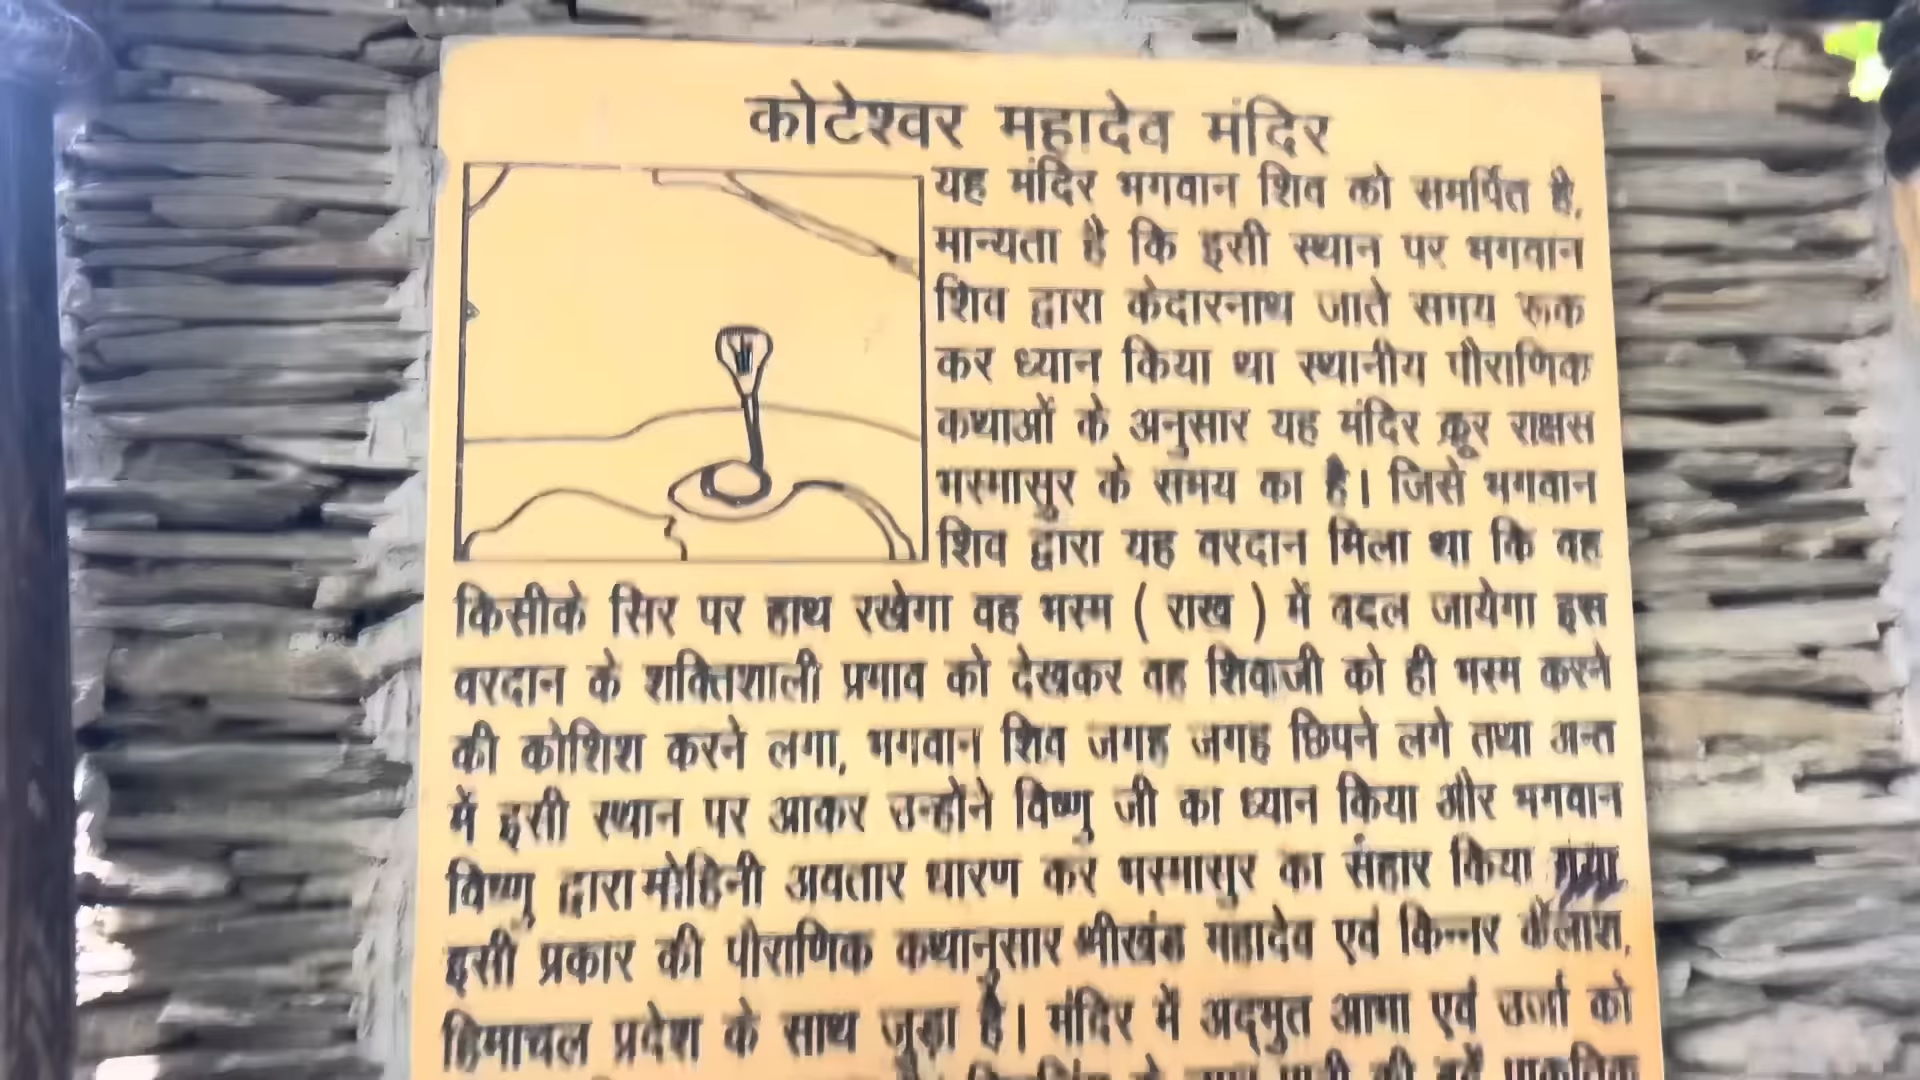 कोटेश्वर महादेव मंदिर
यह मंदिर भगवान शिव को समर्पित है,
मान्यता है कि इसी स्थान पर भगवान
शिव द्वारा केदारनाथ जाते समय रूक
कर ध्यान किया था स्थानीय पौराणिक
कथाओं के अनुसार यह मंदिर क्रूर राक्षस
भस्मासुर के समय का है। जिसे भगवान
शिव द्वारा यह वरदान मिला था कि वह
किसीके सिर पर हाथ रखेगा वह भस्म ( राख ) में बदल जायेगा इस
वरदान के शक्तिशाली प्रभाव को देखकर वह शिवजी को ही भस्म करने
की कोशिश करने लगा, भगवान शिव जगह जगह छिपने लगे तथा अन्त
में इसी स्थान पर आकर उन्होंने विष्णु जी का ध्यान किया और भगवान
विष्णु द्वारा मोहिनी अवतार धारण कर भस्मासुर का संहार किया गया
इसी प्रकार की पौराणिक कथानुसार श्रीखंड महादेव एवं किन्नर कैलाश,
हिमाचल प्रदेश के साथ जुड़ा है। मंदिर में अद्भुत आभा एवं उर्जा को